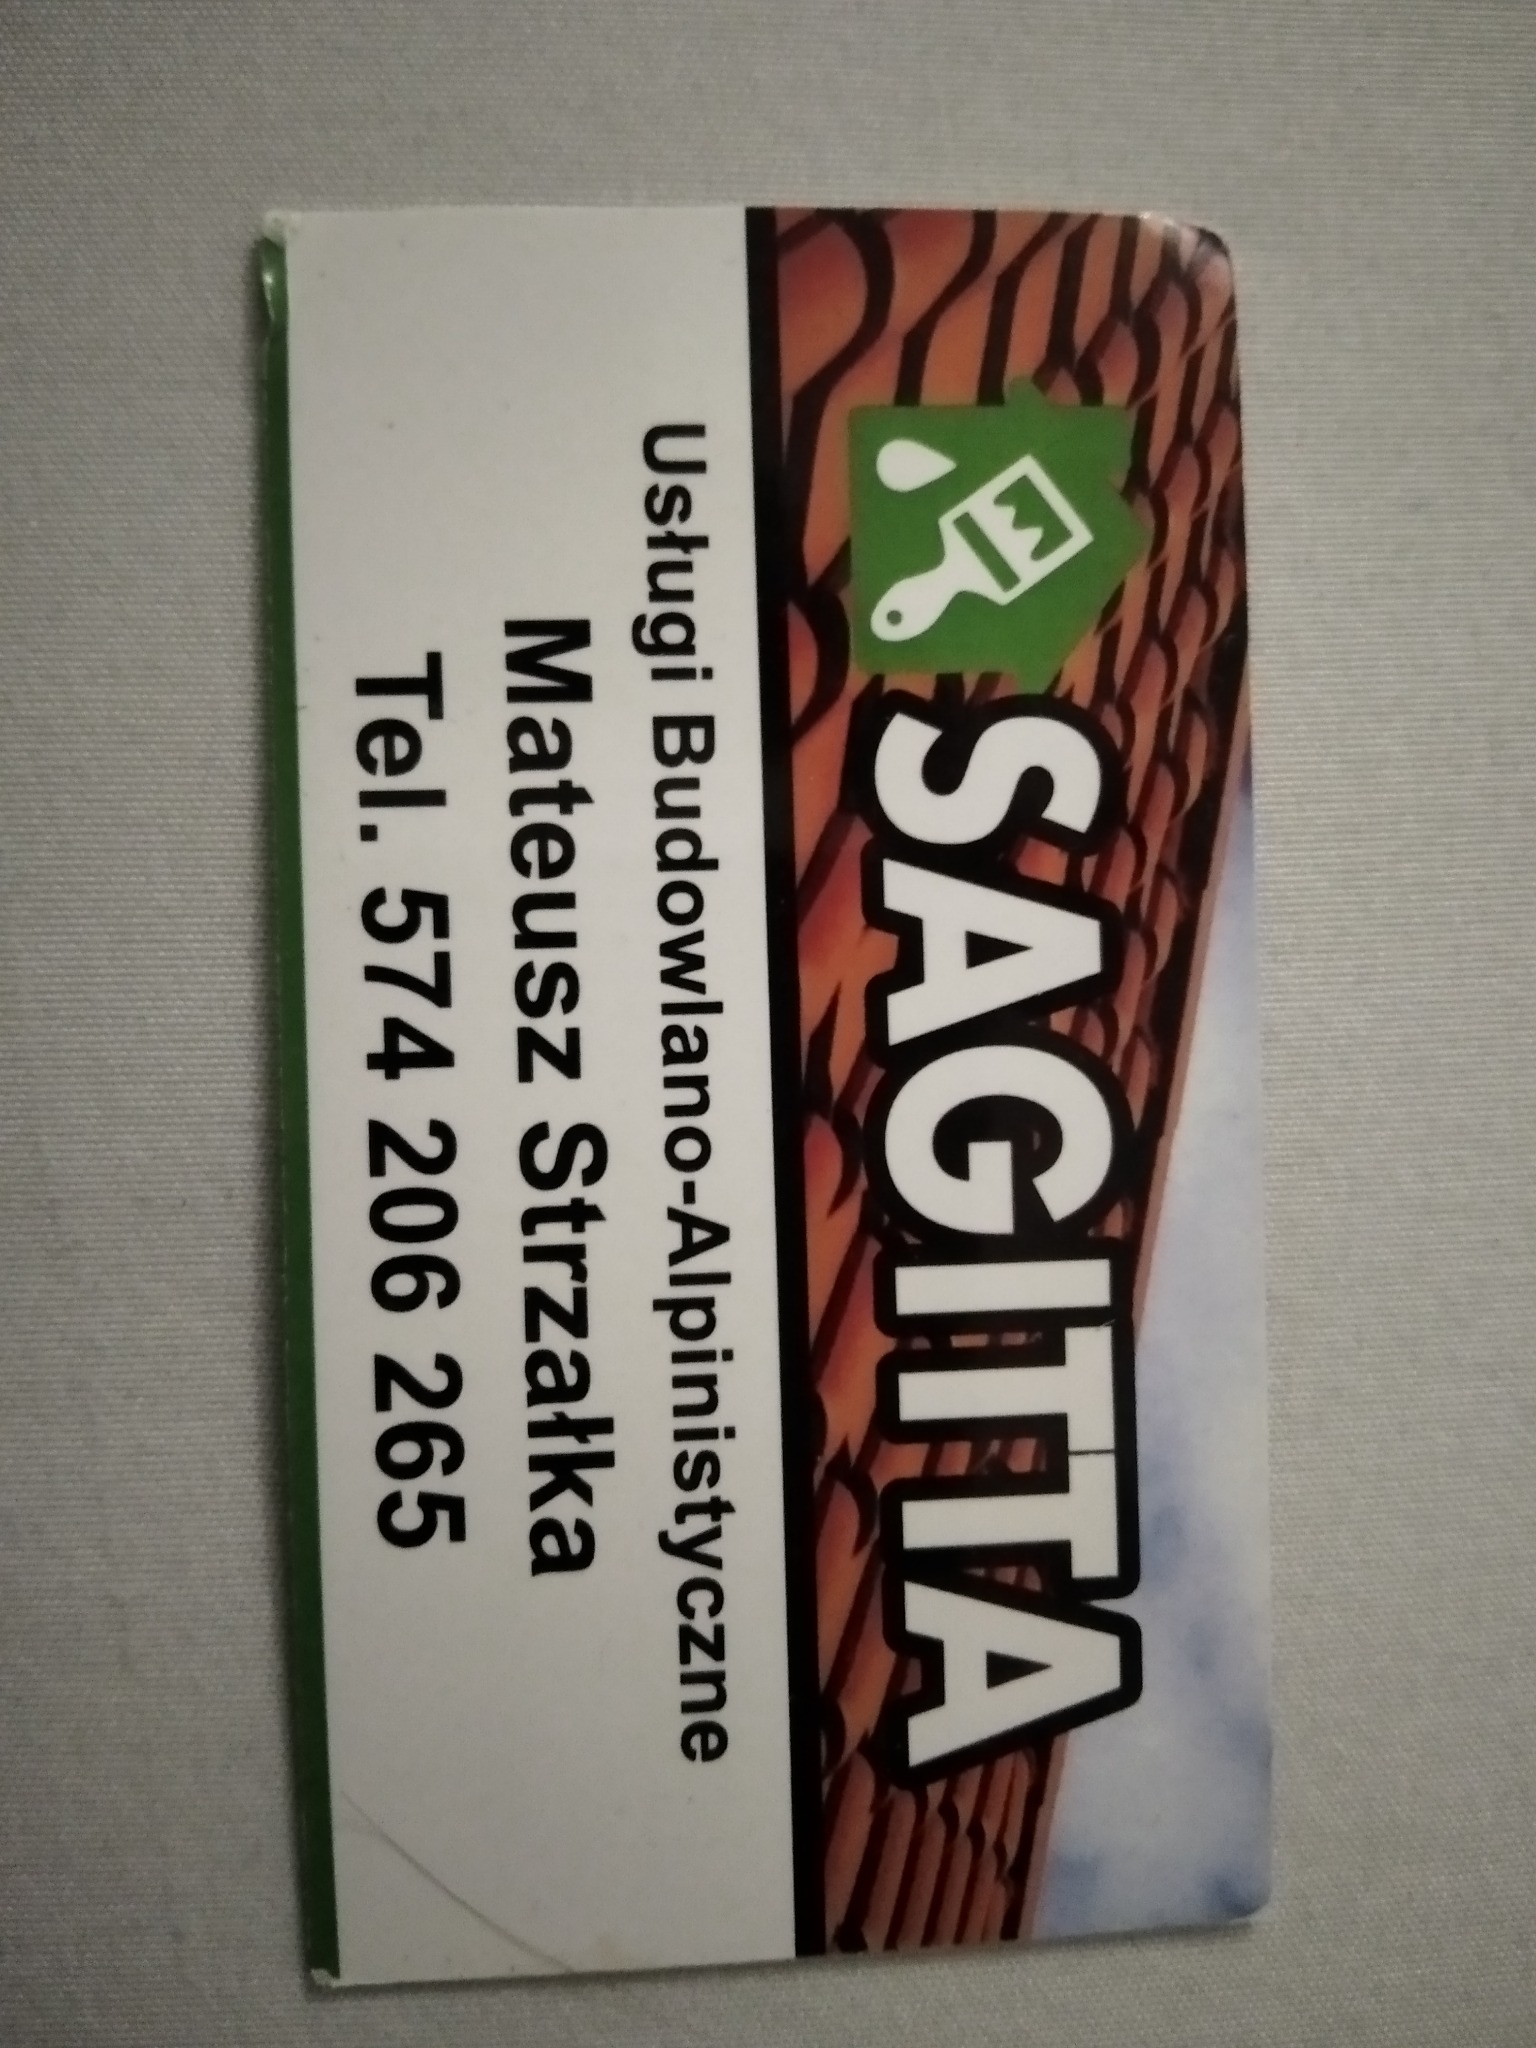 SAGITTA
Usługi Budowlano-Alpinistyczne
Mateusz Strzałka
Tel. 574 206 265